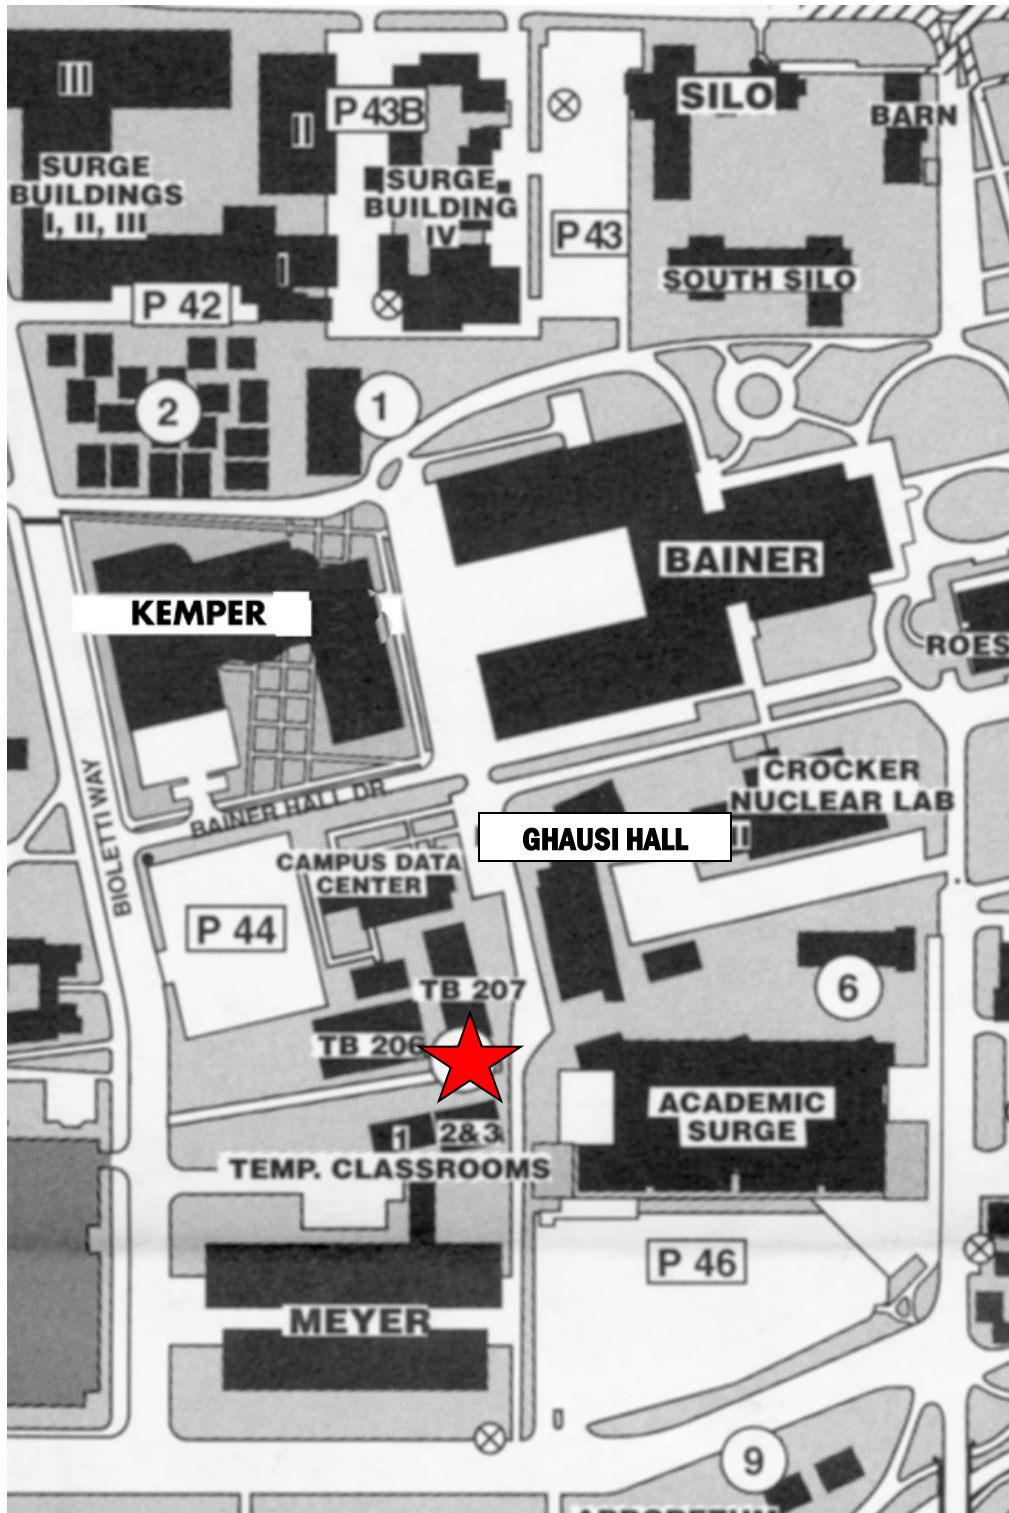 III
II
P 43B
SILO
BARN
SURGE
BUILDINGS
I, II, III
SURGE
BUILDING
IV
P 43
I
SOUTH SILO
P 42
2
1
BAINER
KEMPER
ROES
BIOLETTI WAY
BAINER HALL DR.
CROCKER
NUCLEAR LAB
GHAUSI HALL
II
CAMPUS DATA
CENTER
P 44
TB 207
6
TB 206
ACADEMIC
SURGE
1
2&3
TEMP. CLASSROOMS
P 46
MEYER
9
ARBORETUM